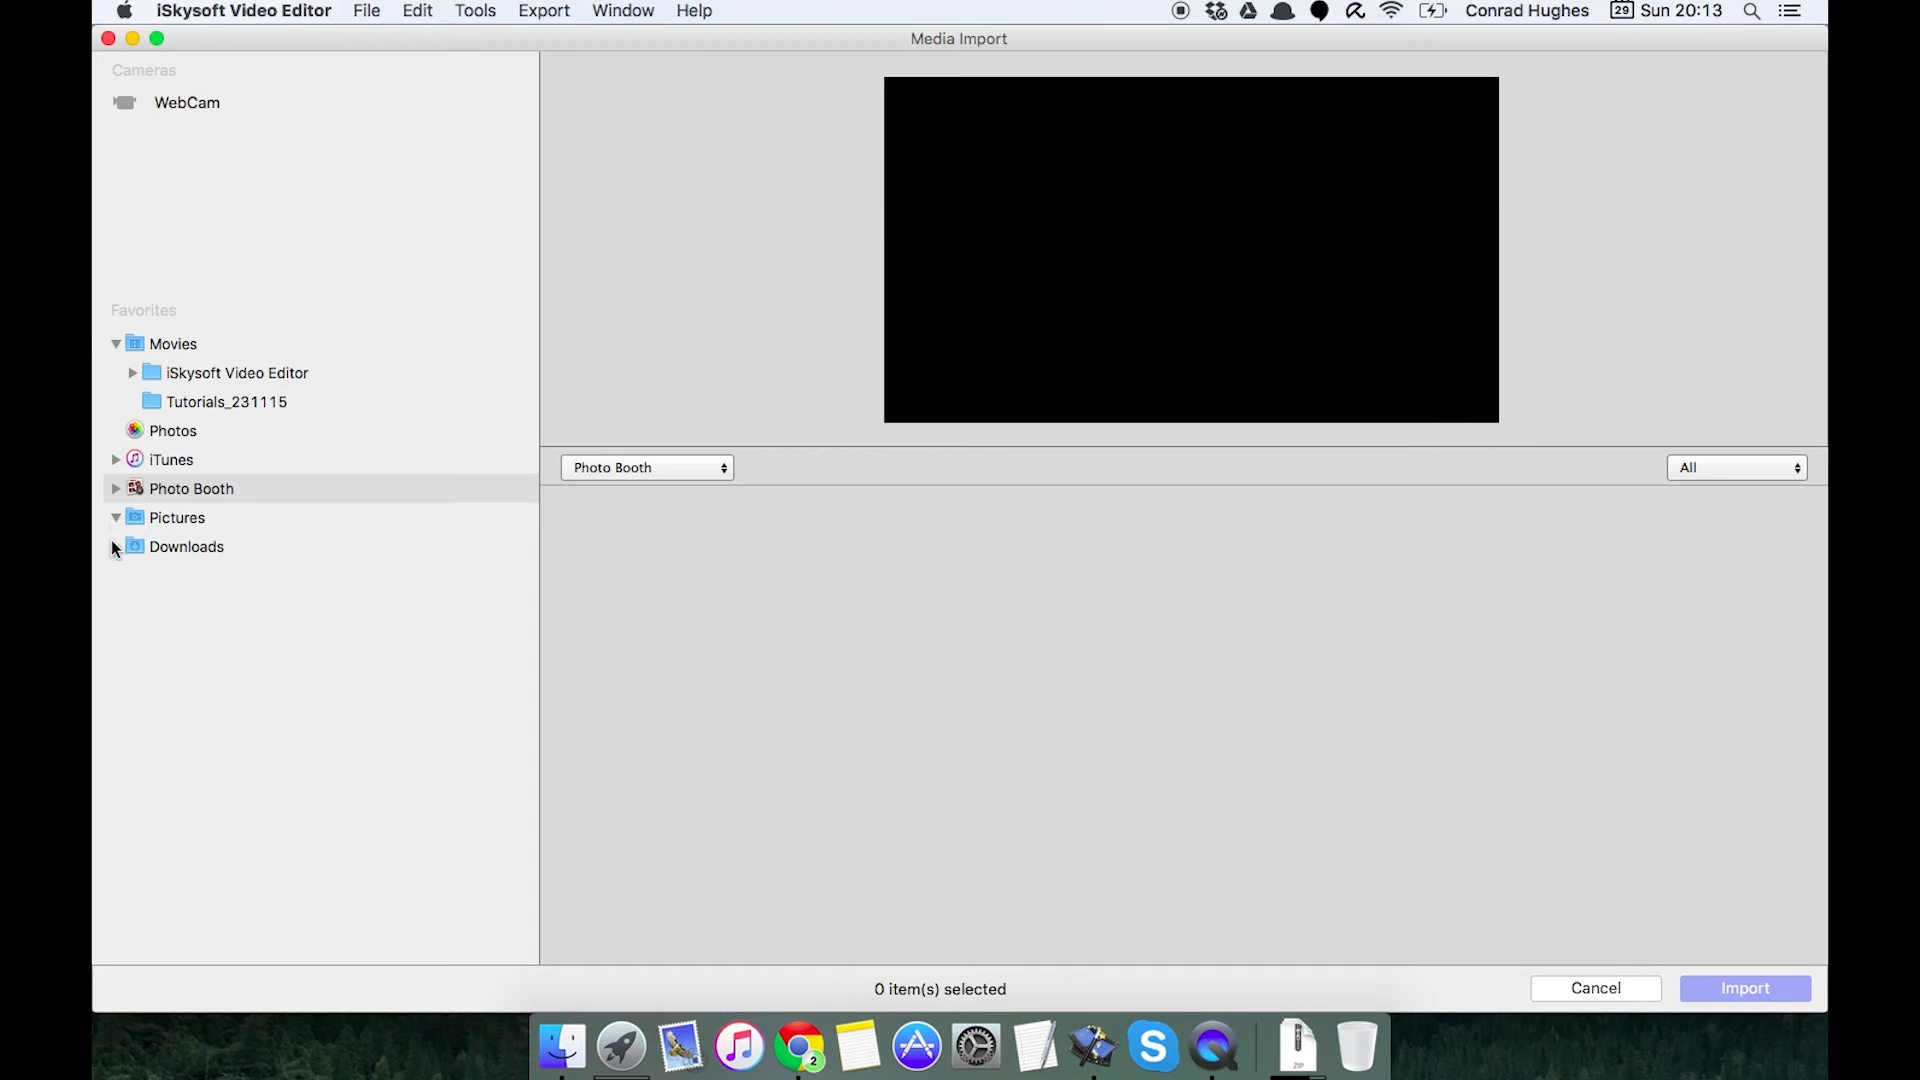 iSkysoft Video Editor File Edit Tools Export Window Help 29 Conrad Hughes Sun 20:13
Media Import
Cameras
WebCam
Favorites
Movies
iSkysoft Video Editor
Tutorials_231115
Photos
iTunes
Photo Booth
Pictures
Downloads
Photo Booth
All
0 item(s) selected
Cancel
Import
2
S
ZIP